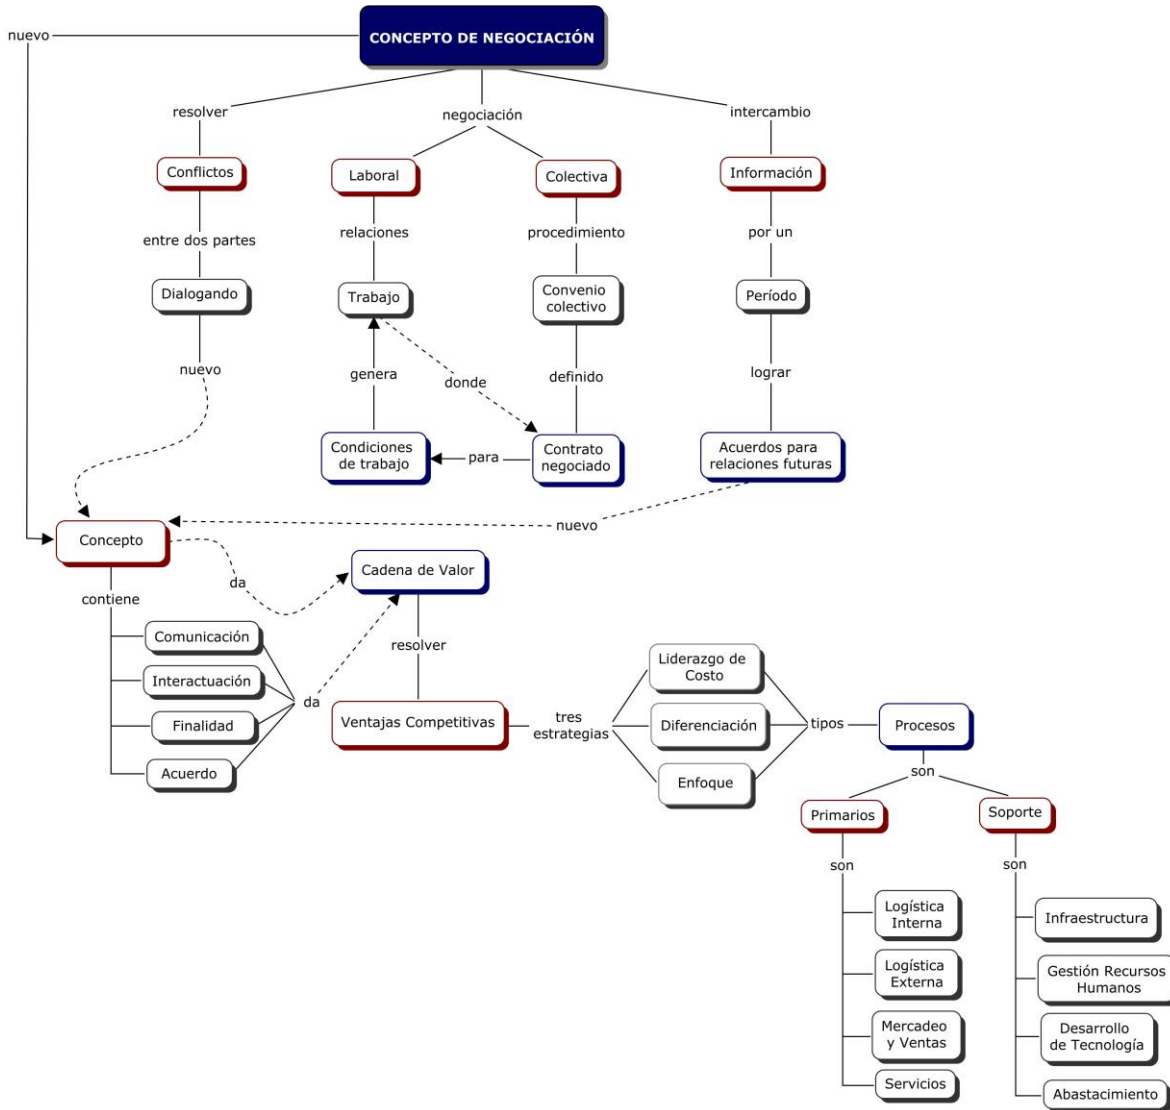 CONCEPTO DE NEGOCIACIÓN
nuevo
resolver
negociación
intercambio
Conflictos
Laboral
Colectiva
Información
entre dos partes
relaciones
procedimiento
por un
Dialogando
Trabajo
Convenio
colectivo
Período
nuevo
genera
donde
definido
lograr
Condiciones
de trabajo
para
Contrato
negociado
Acuerdos para
relaciones futuras
nuevo
Concepto
da
Cadena de Valor
contiene
Comunicación
Interactuación
Finalidad
Acuerdo
da
resolver
Ventajas Competitivas
tres
estrategias
Liderazgo de
Costo
Diferenciación
Enfoque
tipos
Procesos
son
Primarios
Soporte
son
son
Logística
Interna
Logística
Externa
Mercadeo
y Ventas
Servicios
Infraestructura
Gestión Recursos
Humanos
Desarrollo
de Tecnología
Abastacimiento